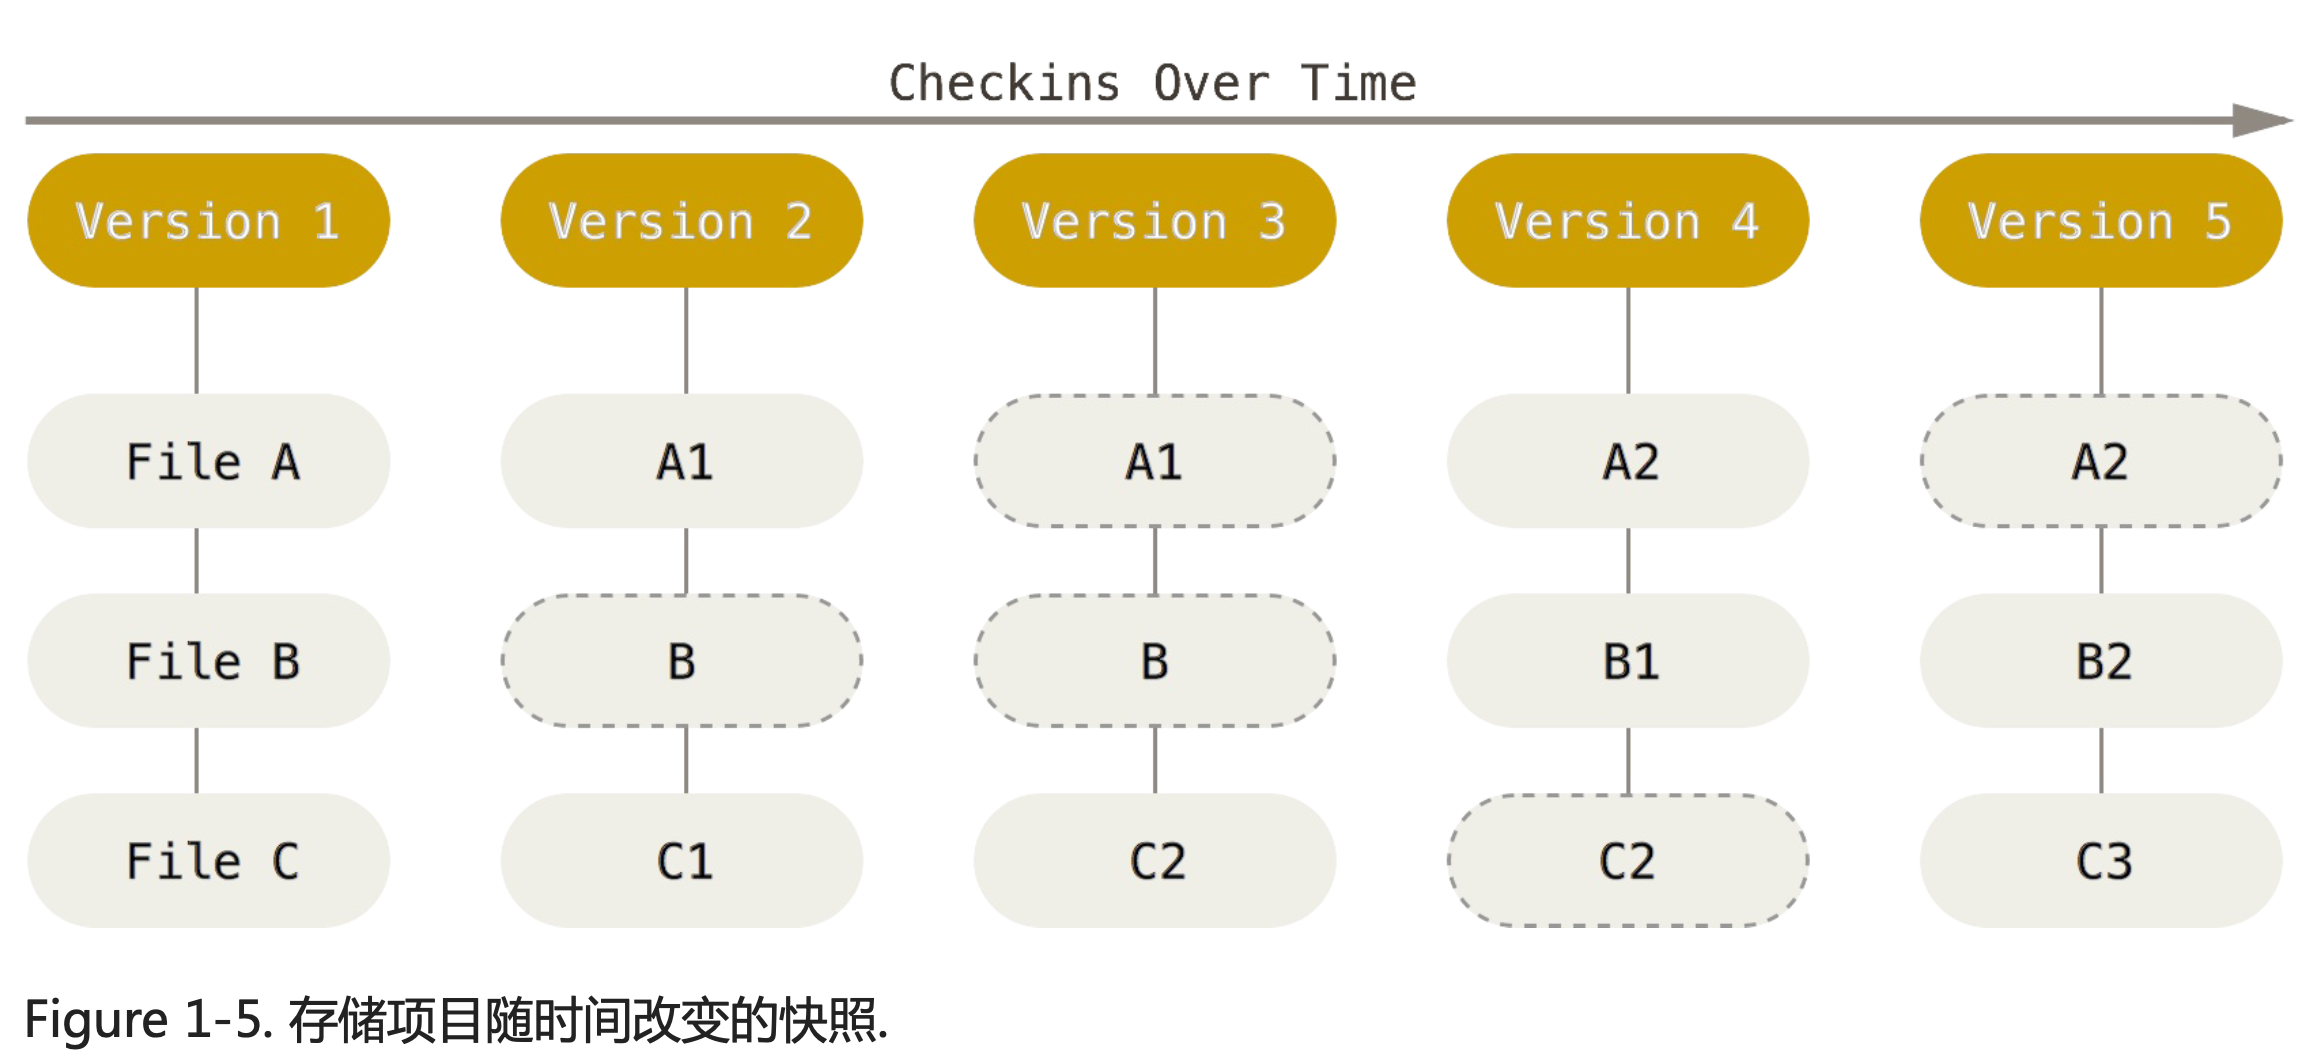 Checkins Over Time
Version 1 Version 2 Version 3 Version 4 Version 5
File A A1 A1 A2 A2
File B B B B1 B2
File C C1 C2 C2 C3
Figure 1-5. 存储项目随时间改变的快照.